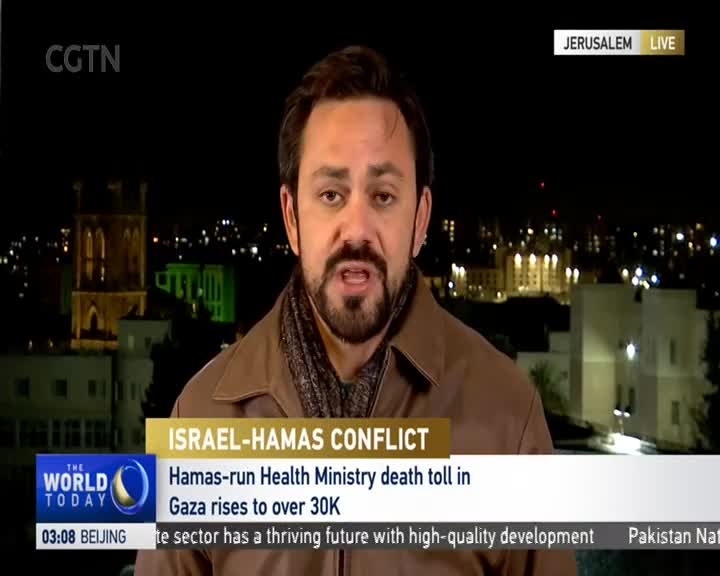 CGTN
JERUSALEM LIVE
ISRAEL-HAMAS CONFLICT
Hamas-run Health Ministry death toll in
Gaza rises to over 30K
THE
WORLD
TODAY
03:08 BEIJING
te sector has a thriving future with high-quality development Pakistan Nat